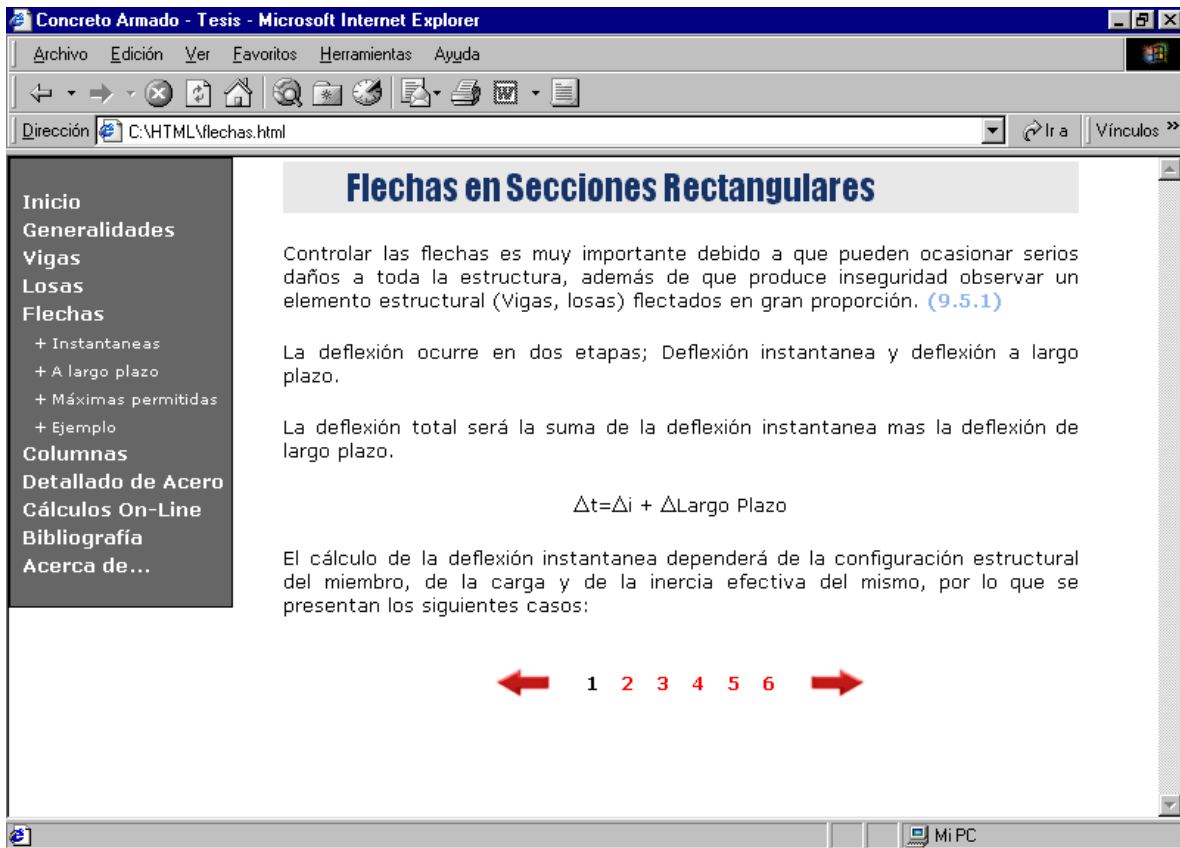 Concreto Armado - Tesis - Microsoft Internet Explorer
Archivo Edición Ver Favoritos Herramientas Ayuda
Dirección C:\HTML\flechas.html Ir a Vínculos »
Inicio
Generalidades
Vigas
Losas
Flechas
+ Instantaneas
+ A largo plazo
+ Máximas permitidas
+ Ejemplo
Columnas
Detallado de Acero
Cálculos On-Line
Bibliografía
Acerca de...
Flechas en Secciones Rectangulares
Controlar las flechas es muy importante debido a que pueden ocasionar serios
daños a toda la estructura, además de que produce inseguridad observar un
elemento estructural (Vigas, losas) flectados en gran proporción. (9.5.1)
La deflexión ocurre en dos etapas; Deflexión instantanea y deflexión a largo
plazo.
La deflexión total será la suma de la deflexión instantanea mas la deflexión de
largo plazo.
Δt=Δi + ΔLargo Plazo
El cálculo de la deflexión instantanea dependerá de la configuración estructural
del miembro, de la carga y de la inercia efectiva del mismo, por lo que se
presentan los siguientes casos:
1 2 3 4 5 6
Mi PC